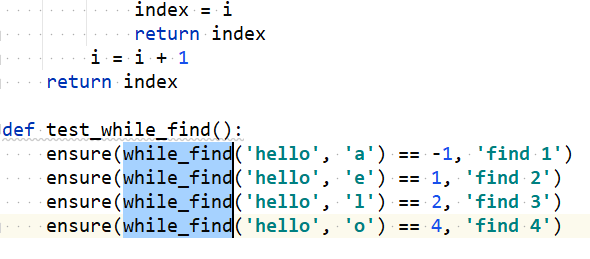 index = i
            return index
        i = i + 1
    return index

def test_while_find():
    ensure(while_find('hello', 'a') == -1, 'find 1')
    ensure(while_find('hello', 'e') == 1, 'find 2')
    ensure(while_find('hello', 'l') == 2, 'find 3')
    ensure(while_find('hello', 'o') == 4, 'find 4')